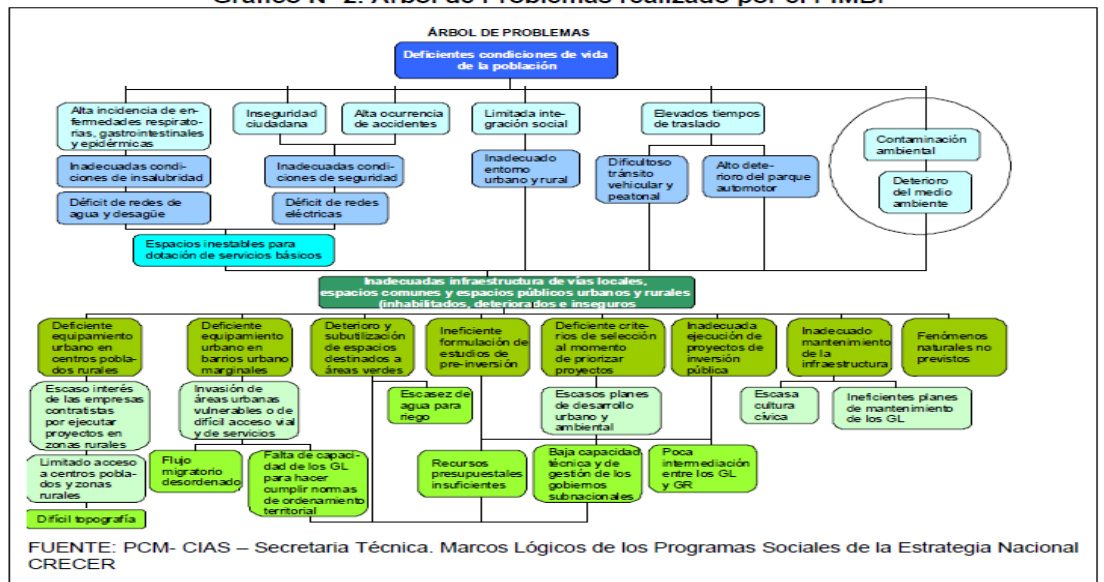 Gráfico N° 2: Árbol de Problemas realizado por el PIMBP
ÁRBOL DE PROBLEMAS
Deficientes condiciones de vida
de la población
Alta incidencia de en-
fermedades respirato-
rias, gastrointestinales
y epidérmicas
Inseguridad
ciudadana
Alta ocurrencia
de accidentes
Limitada inte-
gración social
Elevados tiempos
de traslado
Contaminación
ambiental
Inadecuadas condi-
ciones de insalubridad
Inadecuadas condi-
ciones de seguridad
Inadecuado
entorno
urbano y rural
Dificultoso
tránsito
vehicular y
peatonal
Alto dete-
rioro del parque
automotor
Deterioro
del medio
ambiente
Déficit de redes de
agua y desagüe
Déficit de redes
eléctricas
Espacios inestables para
dotación de servicios básicos
Inadecuadas infraestructura de vías locales,
espacios comunes y espacios públicos urbanos y rurales
(inhabilitados, deteriorados e inseguros
Deficiente
equipamiento
urbano en
centros pobla-
dos rurales
Deficiente
equipamiento
urbano en
barrios urbano
marginales
Deterioro y
subutilización
de espacios
destinados a
áreas verdes
Ineficiente
formulación de
estudios de
pre-inversión
Deficiente crite-
rios de selección
al momento
de priorizar
proyectos
Inadecuada
ejecución de
proyectos de
inversión
pública
Inadecuado
mantenimiento
de la
infraestructura
Fenómenos
naturales no
previstos
Escaso interés
de las empresas
contratistas
por ejecutar
proyectos en
zonas rurales
Invasión de
áreas urbanas
vulnerables o de
difícil acceso vial
y de servicios
Escasez de
agua para
riego
Escasos planes
de desarrollo
urbano y
ambiental
Escasa
cultura
cívica
Ineficientes planes
de mantenimiento
de los GL
Limitado acceso
a centros pobla-
dos y zonas
rurales
Flujo
migratorio
desordenado
Falta de capaci-
dad de los GL
para hacer
cumplir normas
de ordenamiento
territorial
Recursos
presupuestales
insuficientes
Baja capacidad
técnica y de
gestión de los
gobiernos
subnacionales
Poca
intermediación
entre los GL
y GR
Difícil topografía
FUENTE: PCM- CIAS – Secretaria Técnica. Marcos Lógicos de los Programas Sociales de la Estrategia Nacional
CRECER